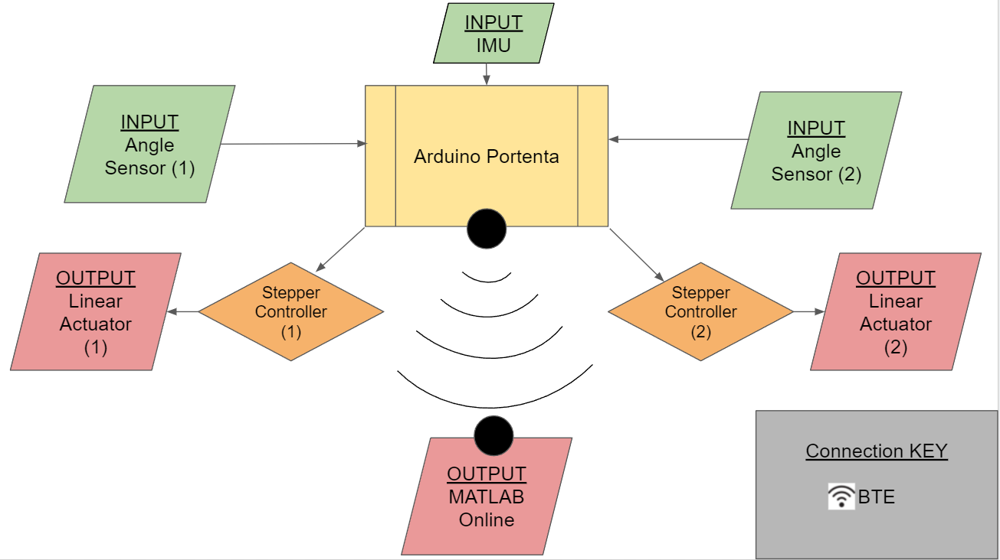 INPUT
IMU
INPUT
Angle
Sensor (1)
Arduino Portenta
INPUT
Angle
Sensor (2)
OUTPUT
Linear
Actuator
(1)
Stepper
Controller
(1)
Stepper
Controller
(2)
OUTPUT
Linear
Actuator
(2)
OUTPUT
MATLAB
Online
Connection KEY
BTE